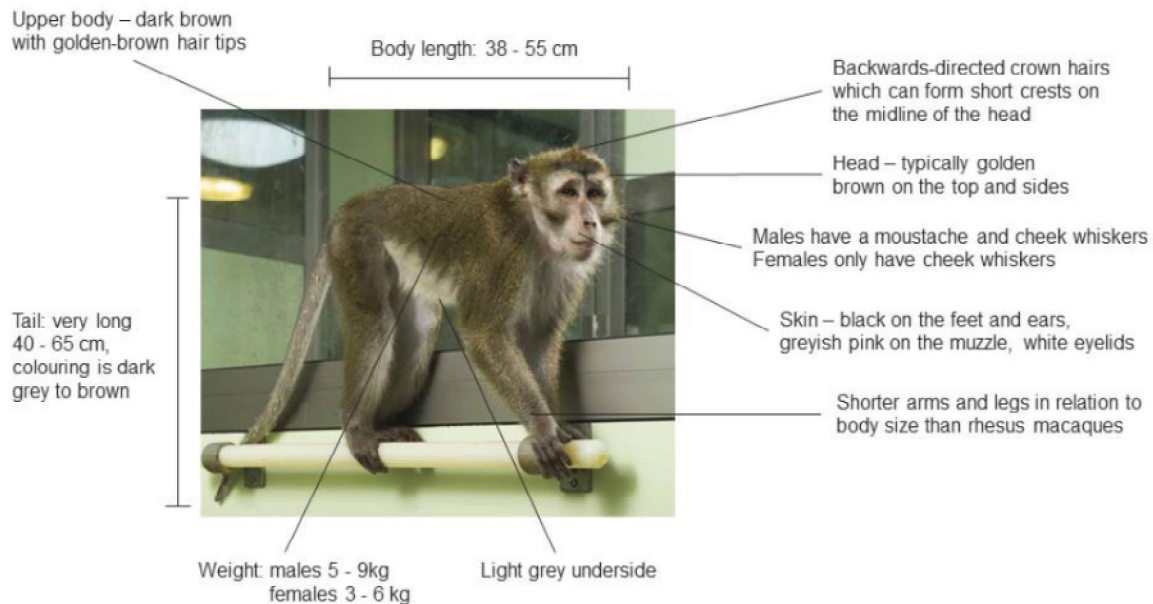 Upper body – dark brown
with golden-brown hair tips
Body length: 38 - 55 cm
Backwards-directed crown hairs
which can form short crests on
the midline of the head
Head – typically golden
brown on the top and sides
Males have a moustache and cheek whiskers
Females only have cheek whiskers
Skin – black on the feet and ears,
greyish pink on the muzzle, white eyelids
Tail: very long
40 - 65 cm,
colouring is dark
grey to brown
Shorter arms and legs in relation to
body size than rhesus macaques
Weight: males 5 - 9kg
females 3 - 6 kg
Light grey underside